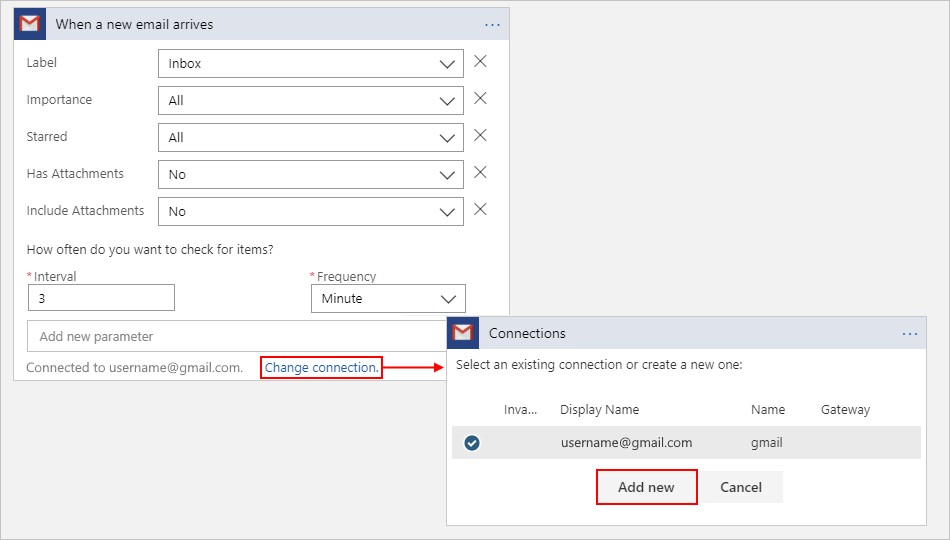 When a new email arrives
Label
Inbox
Importance
All
Starred
All
Has Attachments
No
Include Attachments
No
How often do you want to check for items?
*Interval
*Frequency
3
Minute
Add new parameter
Connected to username@gmail.com.
Change connection.
Connections
Select an existing connection or create a new one:
Inva... Display Name Name Gateway
username@gmail.com gmail
Add new
Cancel